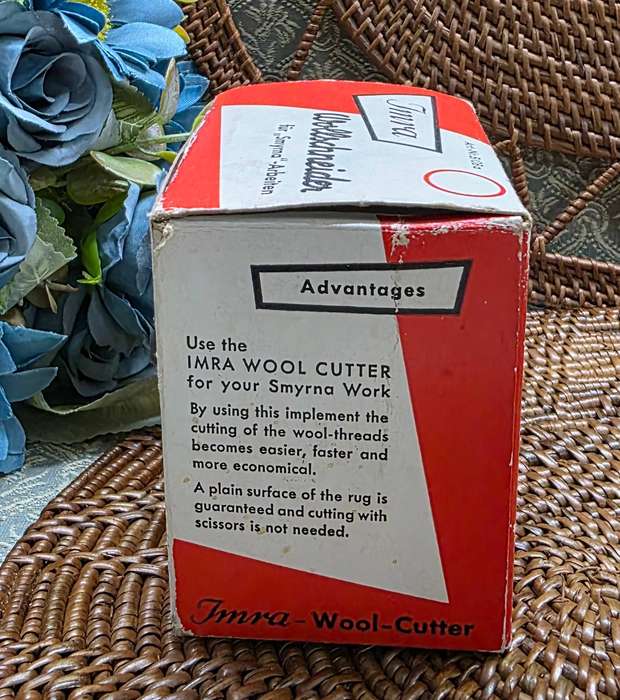 Imra
Wollschneider
für „Smyrna"-Arbeiten
Advantages
Use the
IMRA WOOL CUTTER
for your Smyrna Work
By using this implement the
cutting of the wool-threads
becomes easier, faster and
more economical.
A plain surface of the rug is
guaranteed and cutting with
scissors is not needed.
Imra-Wool-Cutter